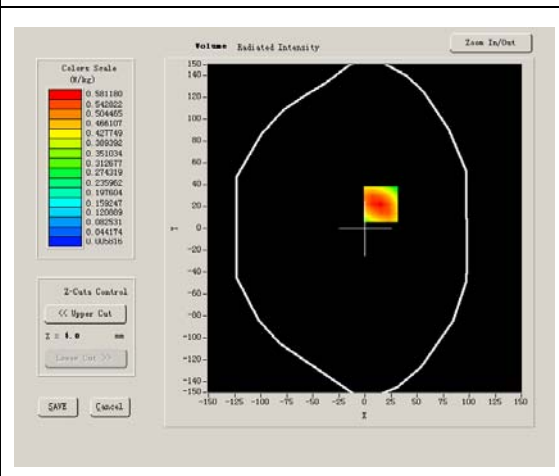 Volume Radiated Intensity
Zoom In/Out
Colors Scale
(W/kg)
0.581180
0.542822
0.504465
0.466107
0.427749
0.389392
0.351034
0.312677
0.274319
0.235962
0.197604
0.159247
0.120889
0.082531
0.044174
0.005816
Z-Cuts Control
<< Upper Cut
Z = 4.0 mm
Lower Cut >>
SAVE
Cancel
150
140
120
100
80
60
40
20
0
-20
-40
-60
-80
-100
-120
-140
-150
Y
-150 -125 -100 -75 -50 -25 0 25 50 75 100 125 150
X